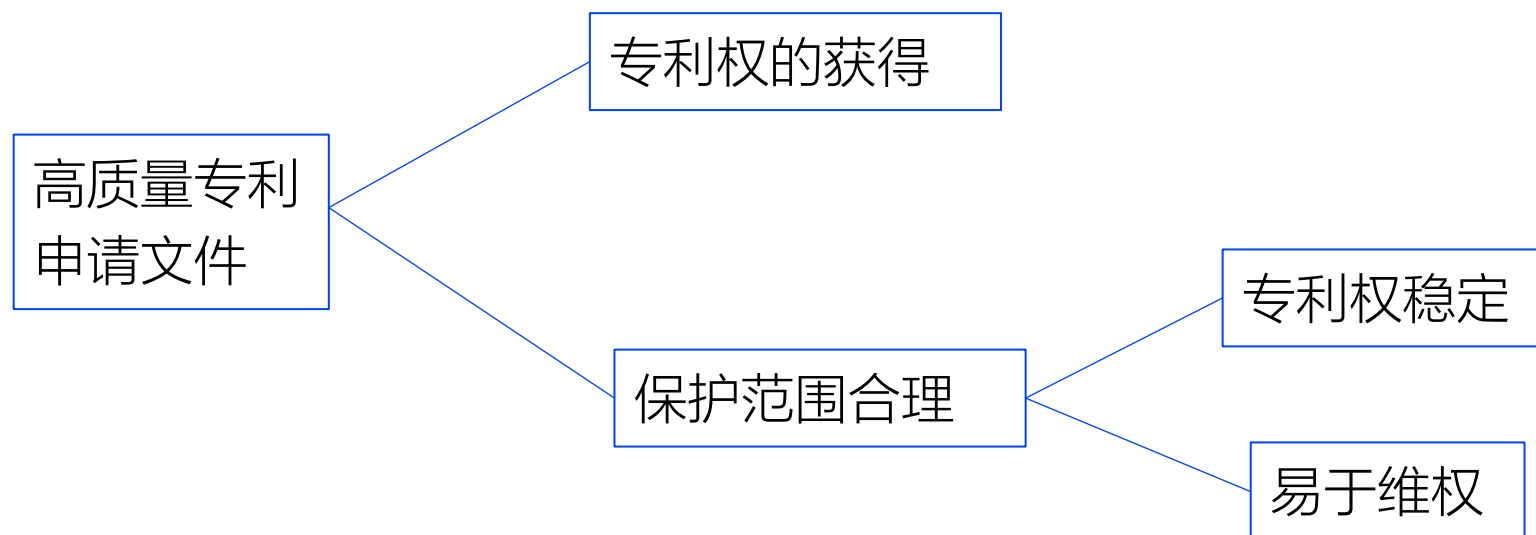 专利权的获得
高质量专利
申请文件
专利权稳定
保护范围合理
易于维权